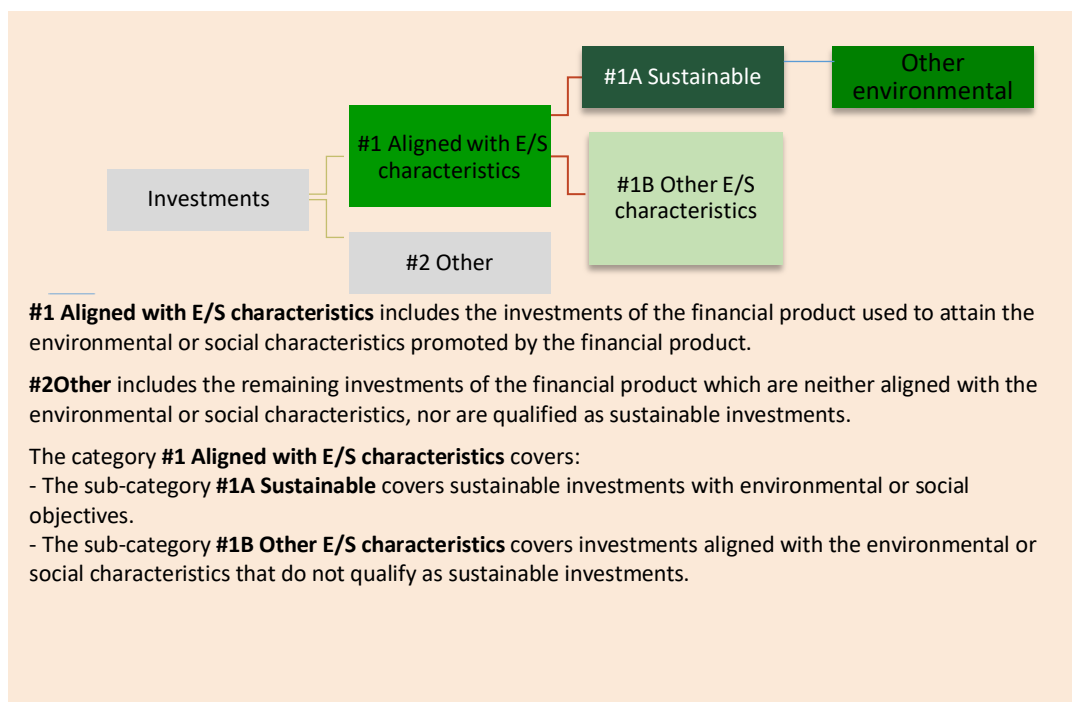 #1A Sustainable
Other
environmental
#1 Aligned with E/S
characteristics
#1B Other E/S
characteristics
Investments
#2 Other
#1 Aligned with E/S characteristics includes the investments of the financial product used to attain the
environmental or social characteristics promoted by the financial product.
#2Other includes the remaining investments of the financial product which are neither aligned with the
environmental or social characteristics, nor are qualified as sustainable investments.
The category #1 Aligned with E/S characteristics covers:
- The sub-category #1A Sustainable covers sustainable investments with environmental or social
objectives.
- The sub-category #1B Other E/S characteristics covers investments aligned with the environmental or
social characteristics that do not qualify as sustainable investments.